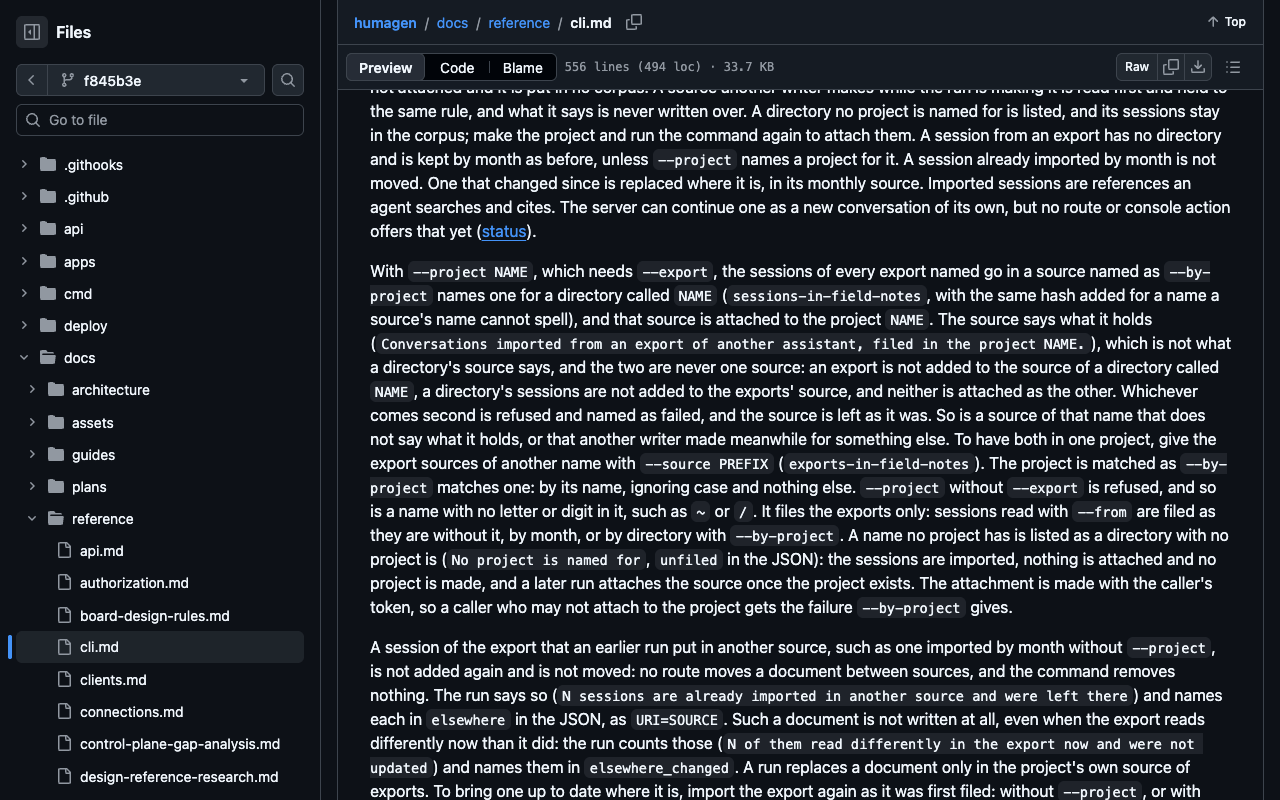 Files
f845b3e
Go to file
.githooks
.github
api
apps
cmd
deploy
docs
architecture
assets
guides
plans
reference
api.md
authorization.md
board-design-rules.md
cli.md
clients.md
connections.md
control-plane-gap-analysis.md
design-reference-research.md
humagen / docs / reference / cli.md
Top
Preview Code Blame 556 lines (494 loc) · 33.7 KB
Raw
not attached and it is put in no corpus. A source another writer makes while the run is making it is read first and held to
the same rule, and what it says is never written over. A directory no project is named for is listed, and its sessions stay
in the corpus; make the project and run the command again to attach them. A session from an export has no directory
and is kept by month as before, unless --project names a project for it. A session already imported by month is not
moved. One that changed since is replaced where it is, in its monthly source. Imported sessions are references an
agent searches and cites. The server can continue one as a new conversation of its own, but no route or console action
offers that yet (status).
With --project NAME, which needs --export, the sessions of every export named go in a source named as --by-
project names one for a directory called NAME (sessions-in-field-notes, with the same hash added for a name a
source's name cannot spell), and that source is attached to the project NAME. The source says what it holds
(Conversations imported from an export of another assistant, filed in the project NAME.), which is not what
a directory's source says, and the two are never one source: an export is not added to the source of a directory called
NAME, a directory's sessions are not added to the exports' source, and neither is attached as the other. Whichever
comes second is refused and named as failed, and the source is left as it was. So is a source of that name that does
not say what it holds, or that another writer made meanwhile for something else. To have both in one project, give the
export sources of another name with --source PREFIX (exports-in-field-notes). The project is matched as --by-
project matches one: by its name, ignoring case and nothing else. --project without --export is refused, and so
is a name with no letter or digit in it, such as ~ or /. It files the exports only: sessions read with --from are filed as
they are without it, by month, or by directory with --by-project. A name no project has is listed as a directory with no
project is (No project is named for, unfiled in the JSON): the sessions are imported, nothing is attached and no
project is made, and a later run attaches the source once the project exists. The attachment is made with the caller's
token, so a caller who may not attach to the project gets the failure --by-project gives.
A session of the export that an earlier run put in another source, such as one imported by month without --project,
is not added again and is not moved: no route moves a document between sources, and the command removes
nothing. The run says so (N sessions are already imported in another source and were left there) and names
each in elsewhere in the JSON, as URI=SOURCE. Such a document is not written at all, even when the export reads
differently now than it did: the run counts those (N of them read differently in the export now and were not
updated) and names them in elsewhere_changed. A run replaces a document only in the project's own source of
exports. To bring one up to date where it is, import the export again as it was first filed: without --project, or with